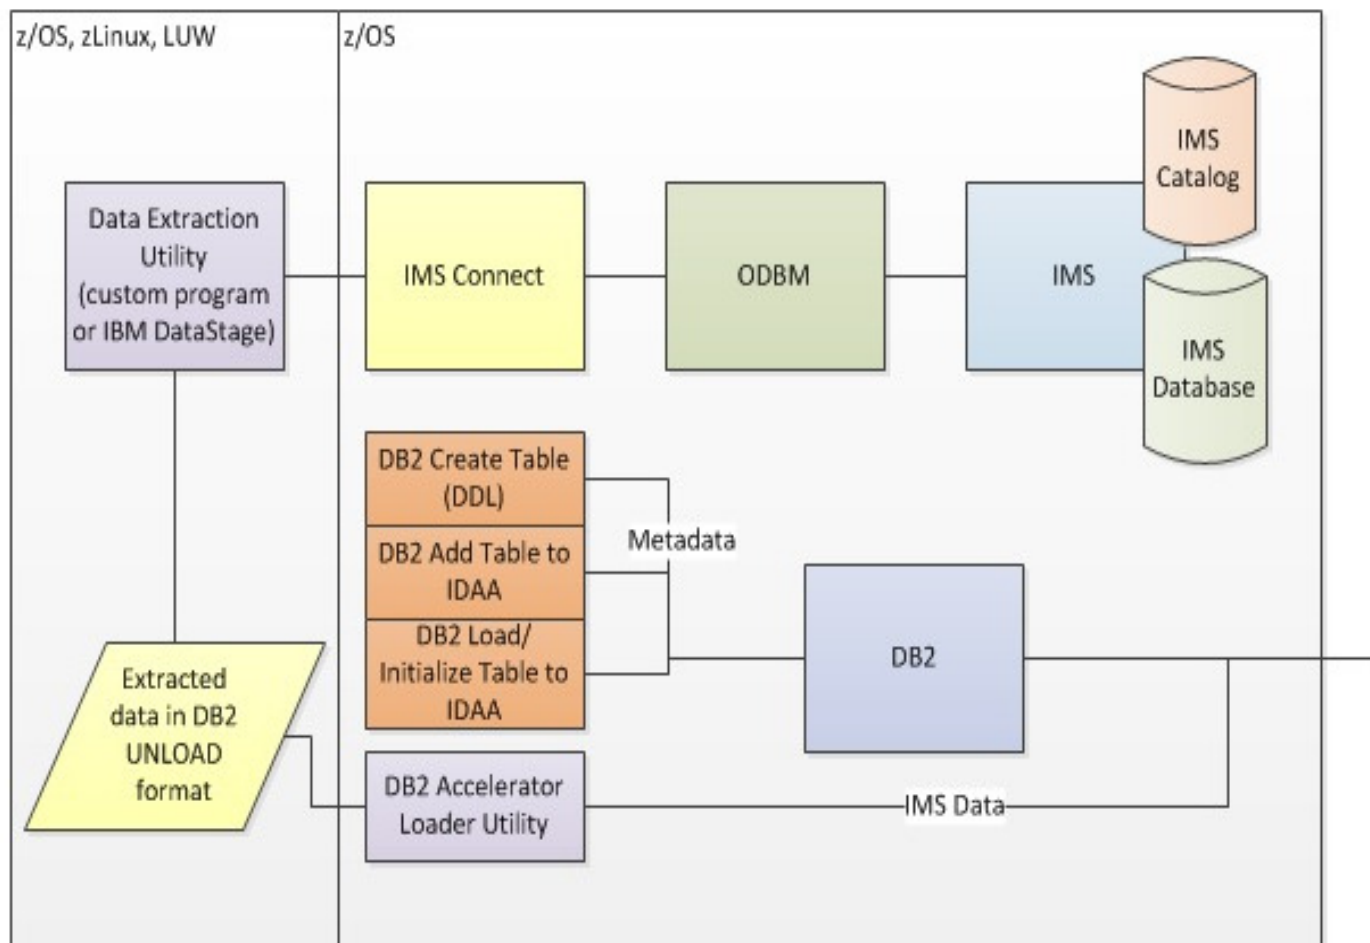 z/OS, zLinux, LUW
z/OS
IMS
Catalog
Data Extraction
Utility
(custom program
or IBM DataStage)
IMS Connect
ODBM
IMS
IMS
Database
DB2 Create Table
(DDL)
Metadata
DB2 Add Table to
IDAA
DB2 Load/
Initialize Table to
IDAA
DB2
Extracted
data in DB2
UNLOAD
format
DB2 Accelerator
Loader Utility
IMS Data